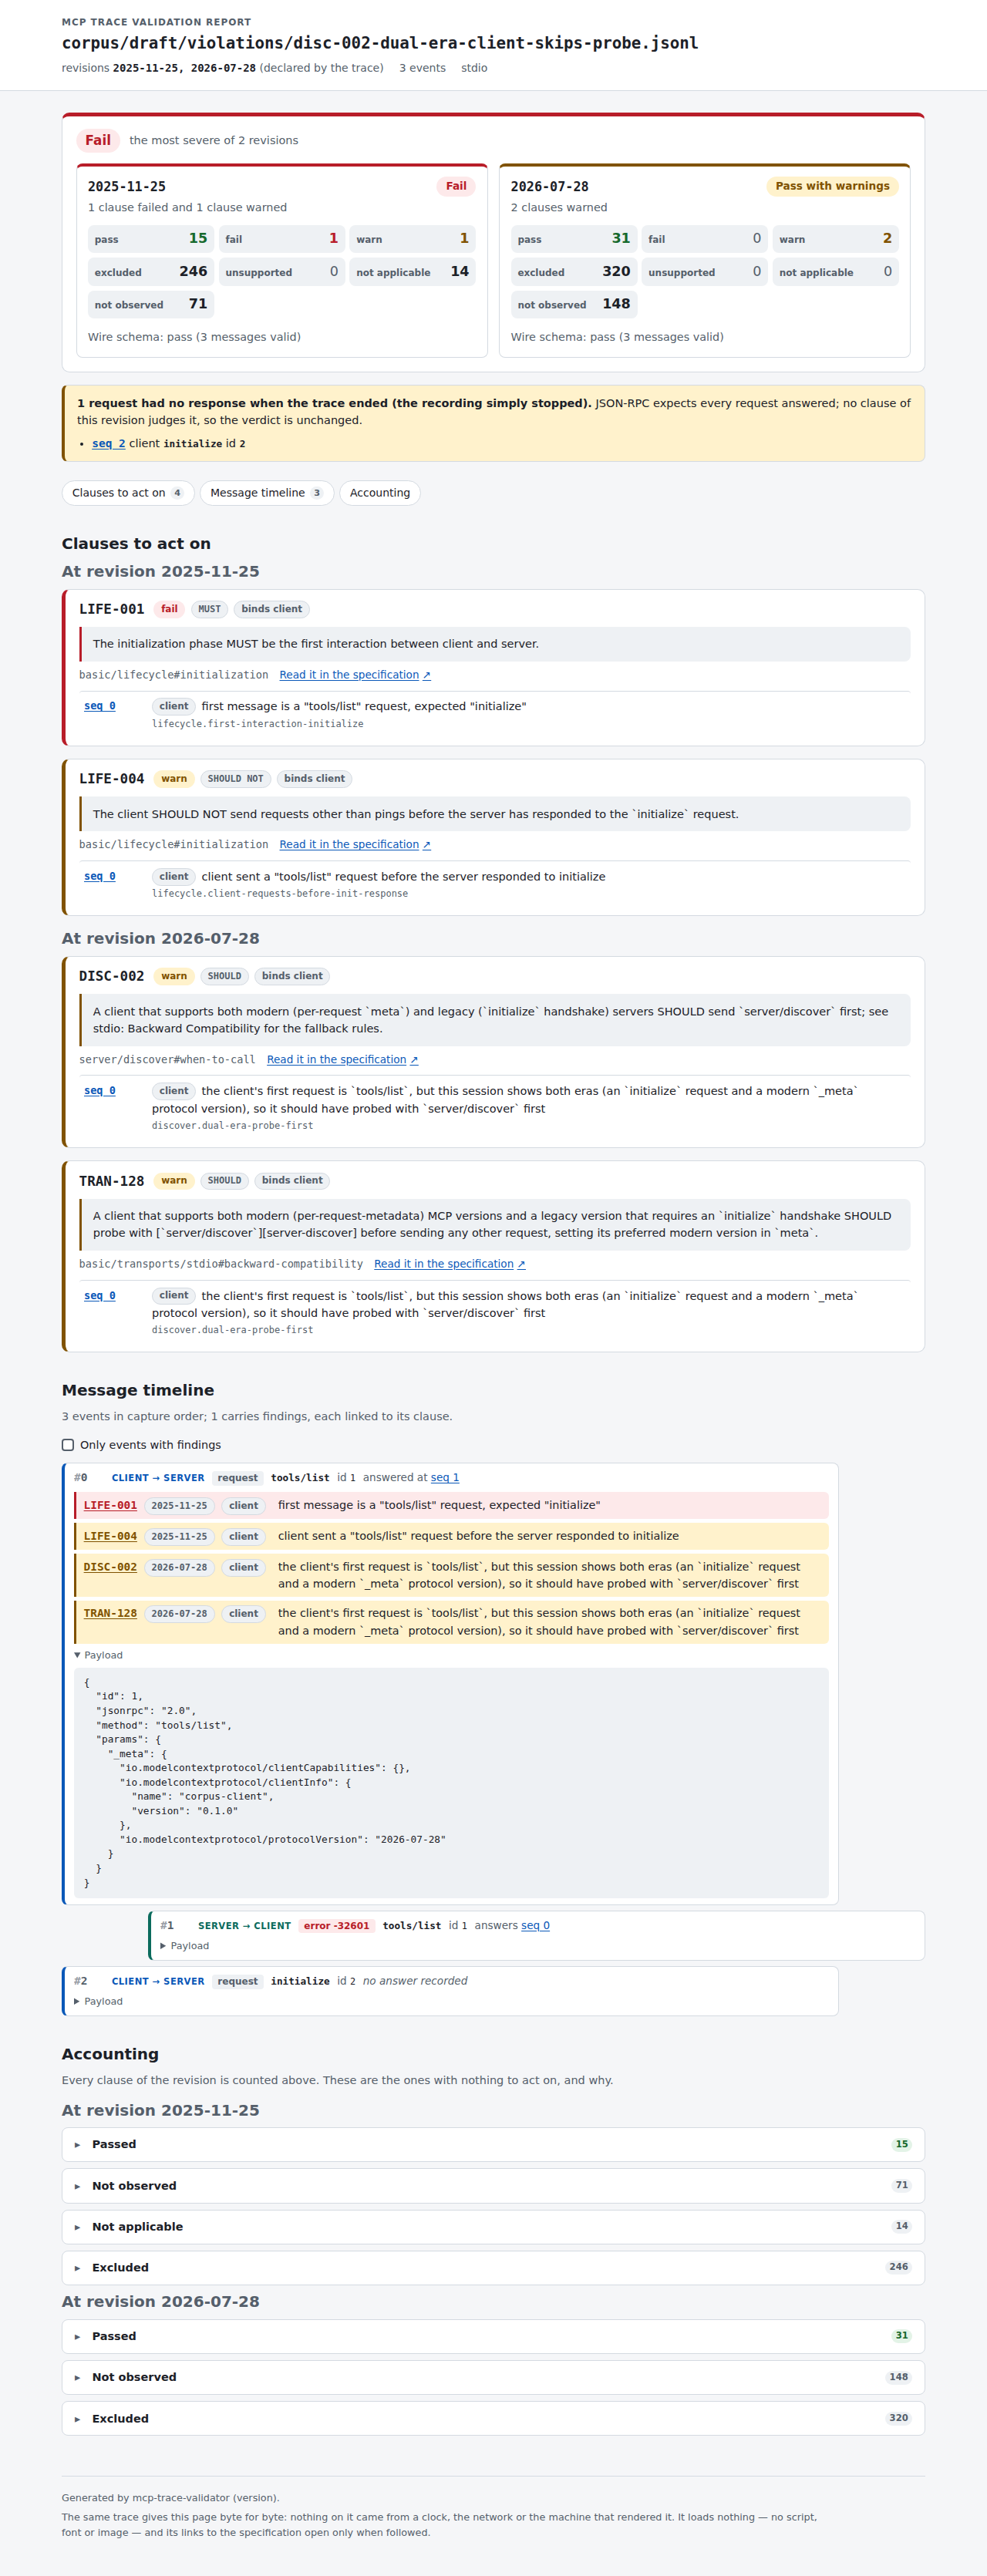 MCP TRACE VALIDATION REPORT
corpus/draft/violations/disc-002-dual-era-client-skips-probe.jsonl
revisions 2025-11-25, 2026-07-28 (declared by the trace) 3 events stdio
Fail the most severe of 2 revisions
2025-11-25 Fail
1 clause failed and 1 clause warned
pass 15 fail 1 warn 1
excluded 246 unsupported 0 not applicable 14
not observed 71
Wire schema: pass (3 messages valid)
2026-07-28 Pass with warnings
2 clauses warned
pass 31 fail 0 warn 2
excluded 320 unsupported 0 not applicable 0
not observed 148
Wire schema: pass (3 messages valid)
1 request had no response when the trace ended (the recording simply stopped). JSON-RPC expects every request answered; no clause of
this revision judges it, so the verdict is unchanged.
• seq 2 client initialize id 2
Clauses to act on 4 Message timeline 3 Accounting
Clauses to act on
At revision 2025-11-25
LIFE-001 fail MUST binds client
The initialization phase MUST be the first interaction between client and server.
basic/lifecycle#initialization Read it in the specification ↗
seq 0 client first message is a "tools/list" request, expected "initialize"
lifecycle.first-interaction-initialize
LIFE-004 warn SHOULD NOT binds client
The client SHOULD NOT send requests other than pings before the server has responded to the `initialize` request.
basic/lifecycle#initialization Read it in the specification ↗
seq 0 client client sent a "tools/list" request before the server responded to initialize
lifecycle.client-requests-before-init-response
At revision 2026-07-28
DISC-002 warn SHOULD binds client
A client that supports both modern (per-request `meta`) and legacy (`initialize` handshake) servers SHOULD send `server/discover` first; see
stdio: Backward Compatibility for the fallback rules.
server/discover#when-to-call Read it in the specification ↗
seq 0 client the client's first request is `tools/list`, but this session shows both eras (an `initialize` request and a modern `_meta`
protocol version), so it should have probed with `server/discover` first
discover.dual-era-probe-first
TRAN-128 warn SHOULD binds client
A client that supports both modern (per-request-metadata) MCP versions and a legacy version that requires an `initialize` handshake SHOULD
probe with [`server/discover`][server-discover] before sending any other request, setting its preferred modern version in `meta`.
basic/transports/stdio#backward-compatibility Read it in the specification ↗
seq 0 client the client's first request is `tools/list`, but this session shows both eras (an `initialize` request and a modern `_meta`
protocol version), so it should have probed with `server/discover` first
discover.dual-era-probe-first
Message timeline
3 events in capture order; 1 carries findings, each linked to its clause.
Only events with findings
#0 CLIENT → SERVER request tools/list id 1 answered at seq 1
LIFE-001 2025-11-25 client first message is a "tools/list" request, expected "initialize"
LIFE-004 2025-11-25 client client sent a "tools/list" request before the server responded to initialize
DISC-002 2026-07-28 client the client's first request is `tools/list`, but this session shows both eras (an `initialize` request
and a modern `_meta` protocol version), so it should have probed with `server/discover` first
TRAN-128 2026-07-28 client the client's first request is `tools/list`, but this session shows both eras (an `initialize` request
and a modern `_meta` protocol version), so it should have probed with `server/discover` first
▼ Payload
{
"id": 1,
"jsonrpc": "2.0",
"method": "tools/list",
"params": {
"_meta": {
"io.modelcontextprotocol/clientCapabilities": {},
"io.modelcontextprotocol/clientInfo": {
"name": "corpus-client",
"version": "0.1.0"
},
"io.modelcontextprotocol/protocolVersion": "2026-07-28"
}
}
}
#1 SERVER → CLIENT error -32601 tools/list id 1 answers seq 0
▶ Payload
#2 CLIENT → SERVER request initialize id 2 no answer recorded
▶ Payload
Accounting
Every clause of the revision is counted above. These are the ones with nothing to act on, and why.
At revision 2025-11-25
▶ Passed 15
▶ Not observed 71
▶ Not applicable 14
▶ Excluded 246
At revision 2026-07-28
▶ Passed 31
▶ Not observed 148
▶ Excluded 320
Generated by mcp-trace-validator (version).
The same trace gives this page byte for byte: nothing on it came from a clock, the network or the machine that rendered it. It loads nothing — no script,
font or image — and its links to the specification open only when followed.